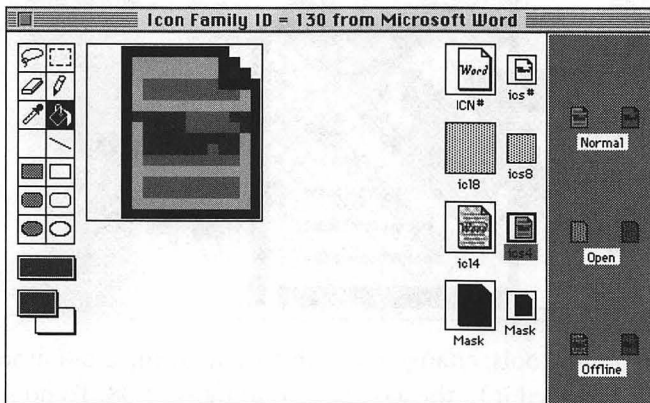 Icon Family ID = 130 from Microsoft Word
Word
ICN#
ics#
Normal
icl8
ics8
Word
icl4
ics4
Open
Mask
Mask
Offline